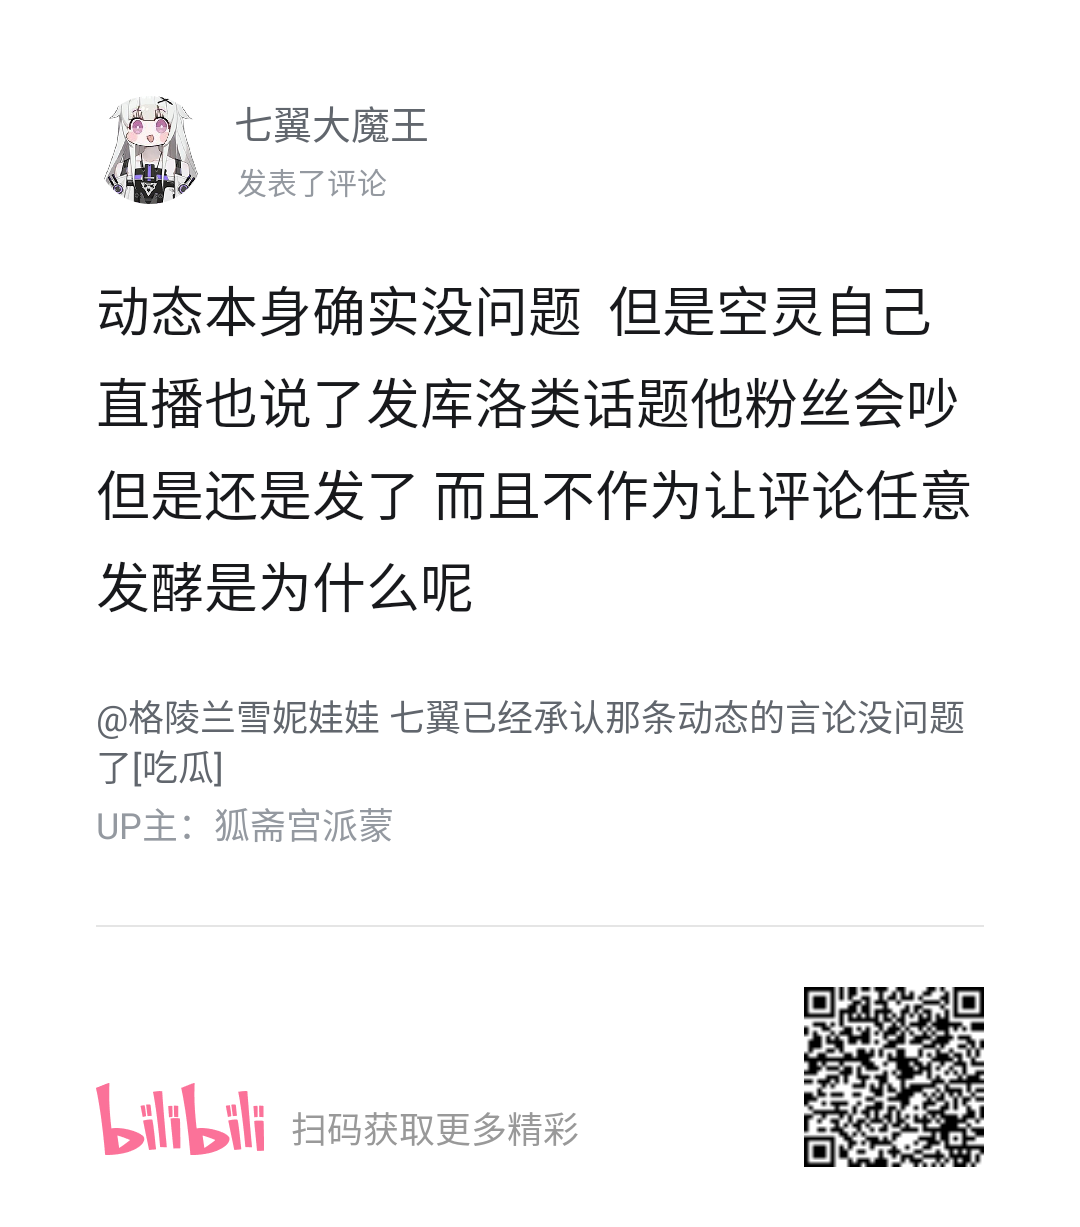 七翼大魔王
发表了评论
动态本身确实没问题 但是空灵自己
直播也说了发库洛类话题他粉丝会吵
但是还是发了 而且不作为让评论任意
发酵是为什么呢
@格陵兰雪妮娃娃 七翼已经承认那条动态的言论没问题
了[吃瓜]
UP主：狐斋宫派蒙
bilibili 扫码获取更多精彩